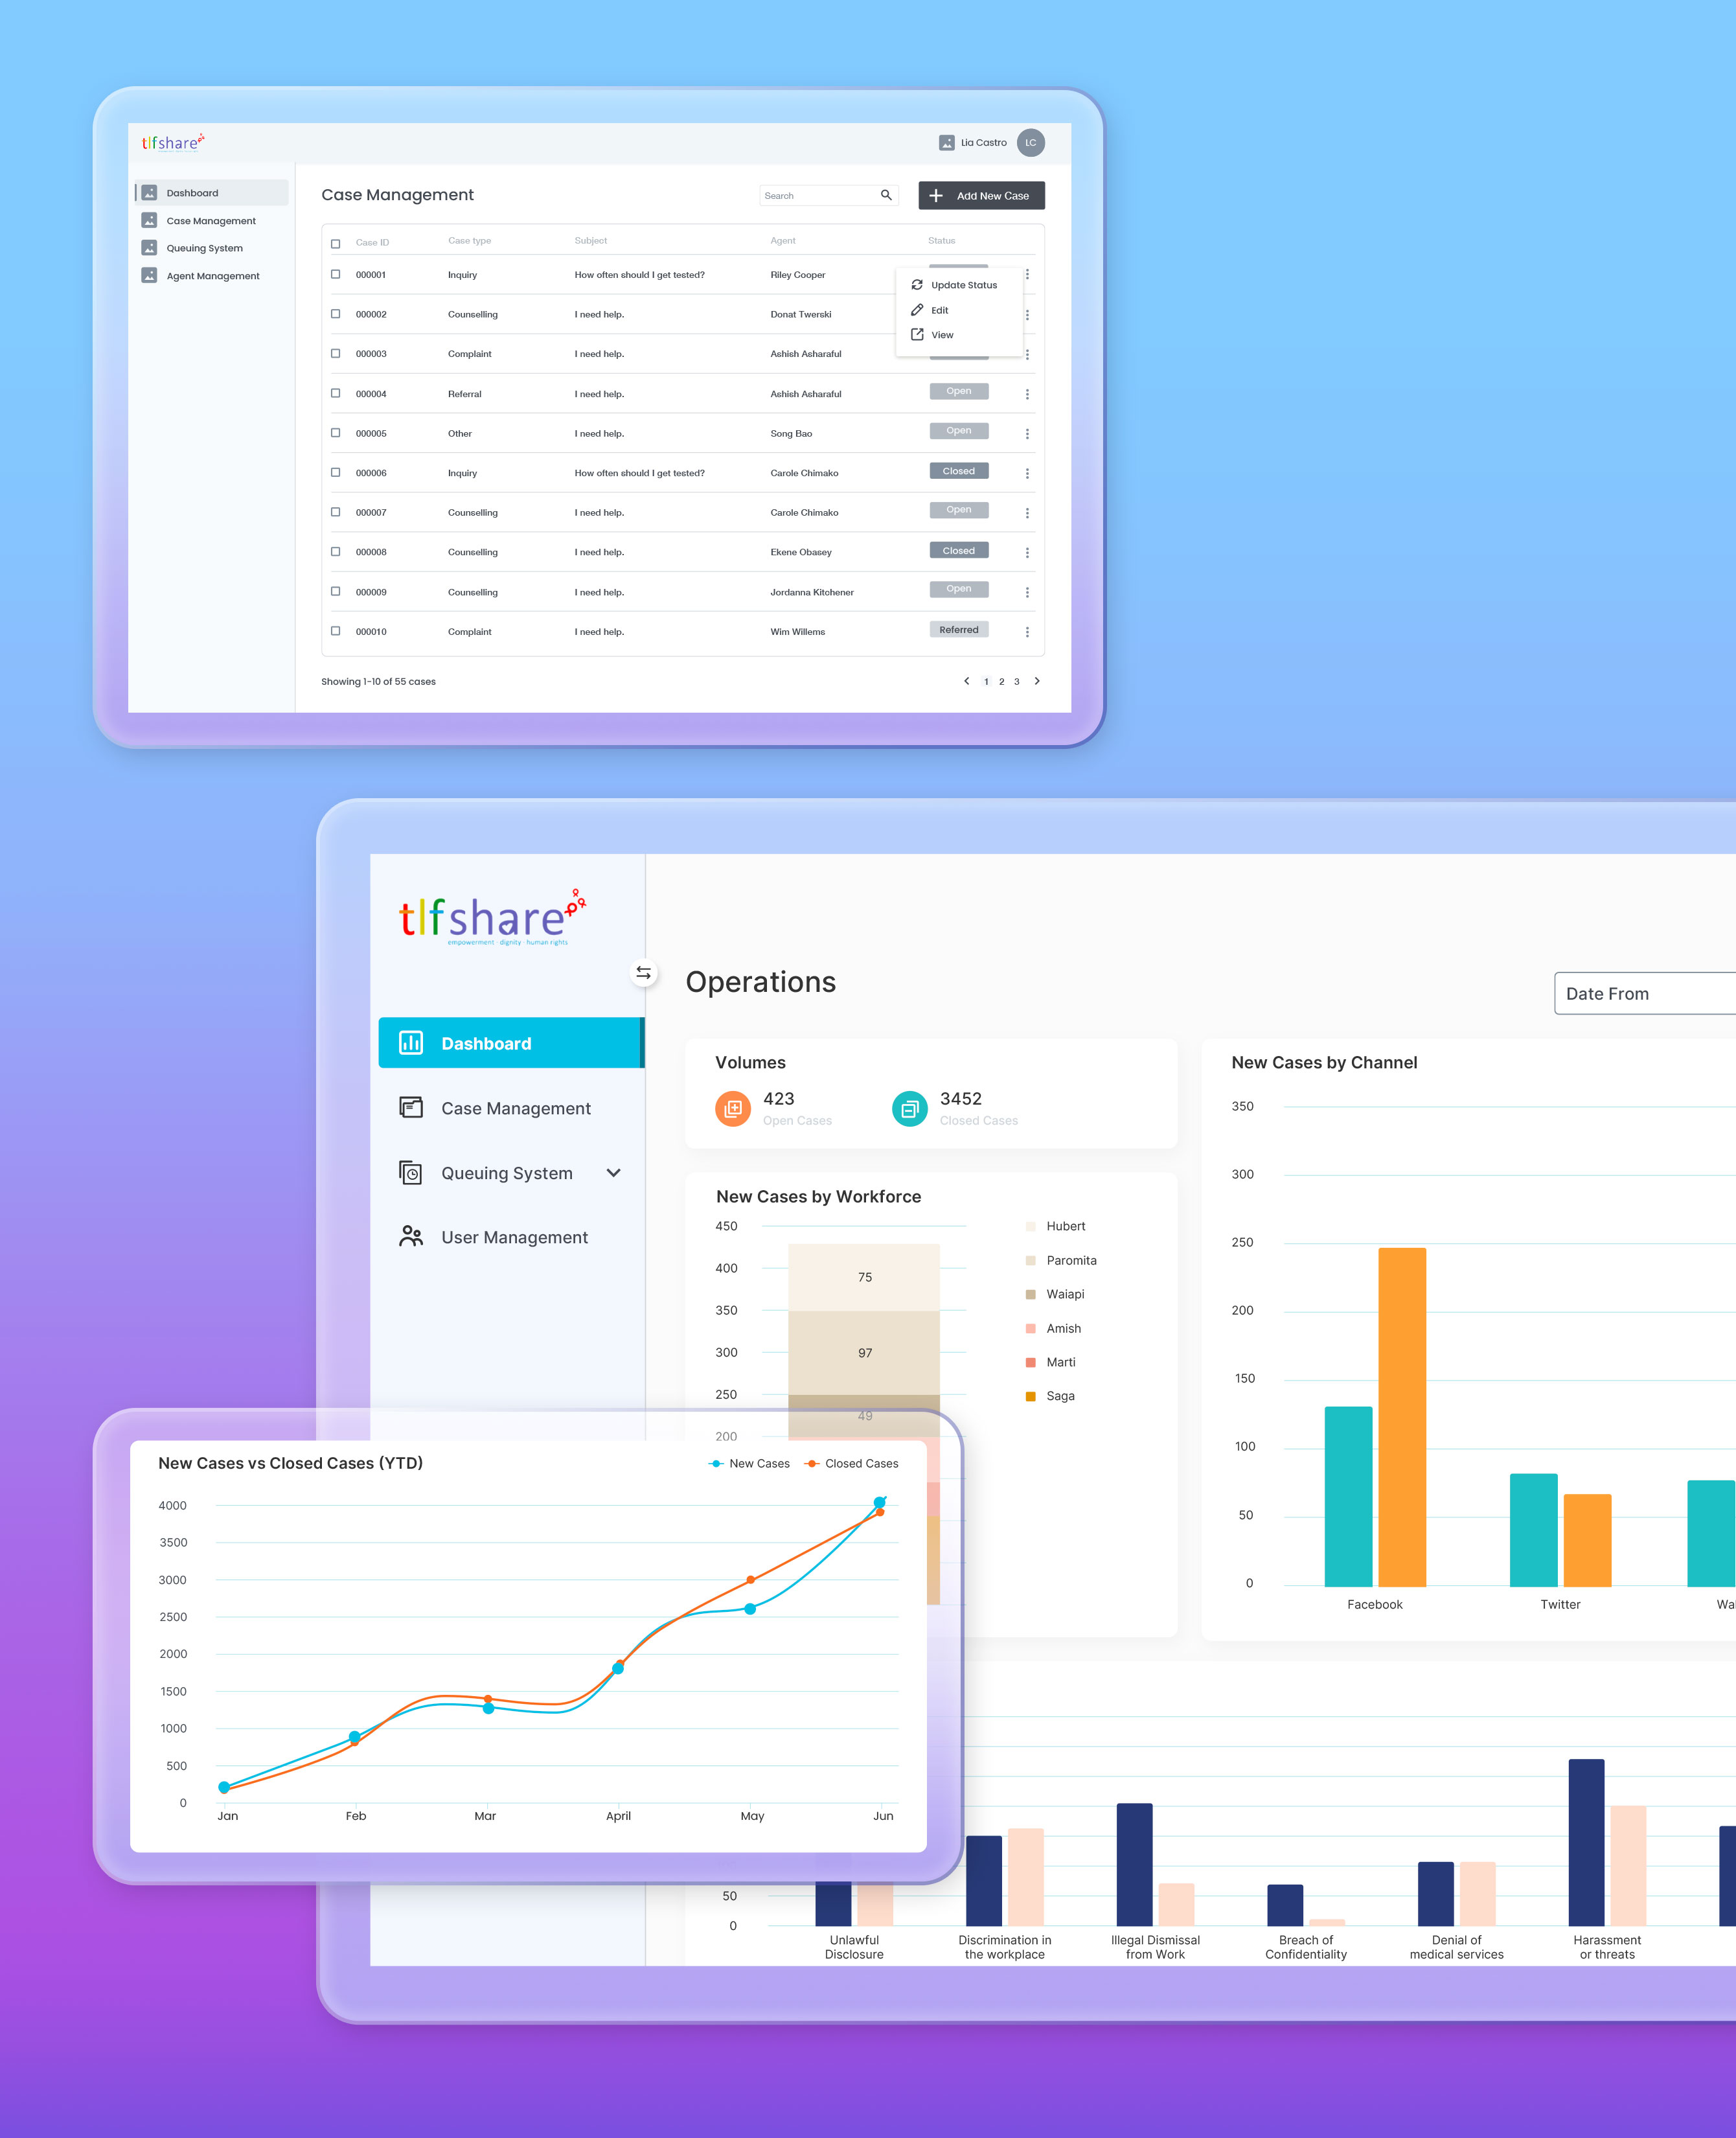 tlfshare
Lia Castro
LC
Dashboard
Case Management
Queuing System
Agent Management
Case Management
Search
Add New Case
Case ID Case type Subject Agent Status
000001 Inquiry How often should I get tested? Riley Cooper
000002 Counselling I need help. Donat Twerski
000003 Complaint I need help. Ashish Asharaful
000004 Referral I need help. Ashish Asharaful Open
000005 Other I need help. Song Bao Open
000006 Inquiry How often should I get tested? Carole Chimako Closed
000007 Counselling I need help. Carole Chimako Open
000008 Counselling I need help. Ekene Obasey Closed
000009 Counselling I need help. Jordanna Kitchener Open
000010 Complaint I need help. Wim Willems Referred
Update Status
Edit
View
Showing 1-10 of 55 cases
1 2 3
tlfshare
empowerment · dignity · human rights
Dashboard
Case Management
Queuing System
User Management
Operations
Date From
Volumes
423
Open Cases
3452
Closed Cases
New Cases by Workforce
450
400
350
300
250
200
75
97
49
Hubert
Paromita
Waiapi
Amish
Marti
Saga
New Cases by Channel
350
300
250
200
150
100
50
0
Facebook
Twitter
Wa
New Cases vs Closed Cases (YTD)
New Cases
Closed Cases
4000
3500
3000
2500
2000
1500
1000
500
0
Jan Feb Mar April May Jun
50
0
Unlawful
Disclosure
Discrimination in
the workplace
Illegal Dismissal
from Work
Breach of
Confidentiality
Denial of
medical services
Harassment
or threats